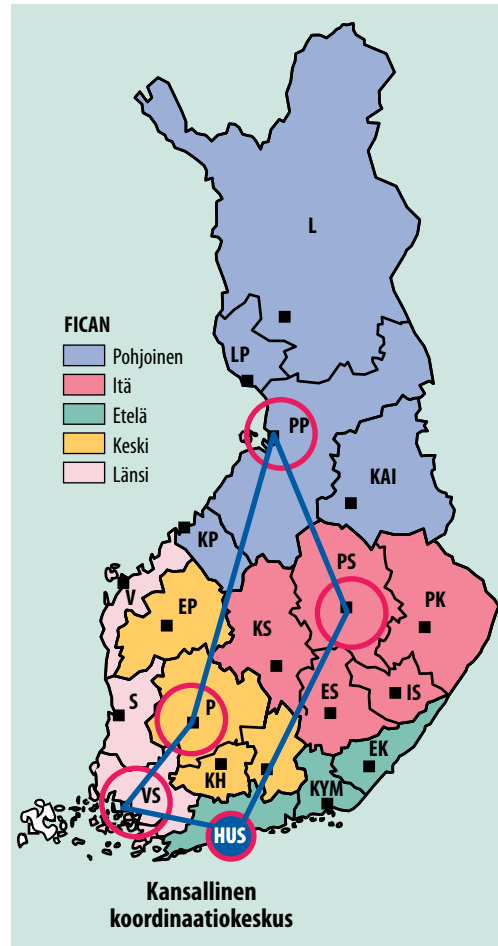 L
FICAN
Pohjoinen
Itä
Etelä
Keski
Länsi
LP
PP
KAI
KP
PS
PK
V
EP
KS
S
P
ES
IS
EK
VS
KH
KYM
HUS
Kansallinen
koordinaatiokeskus